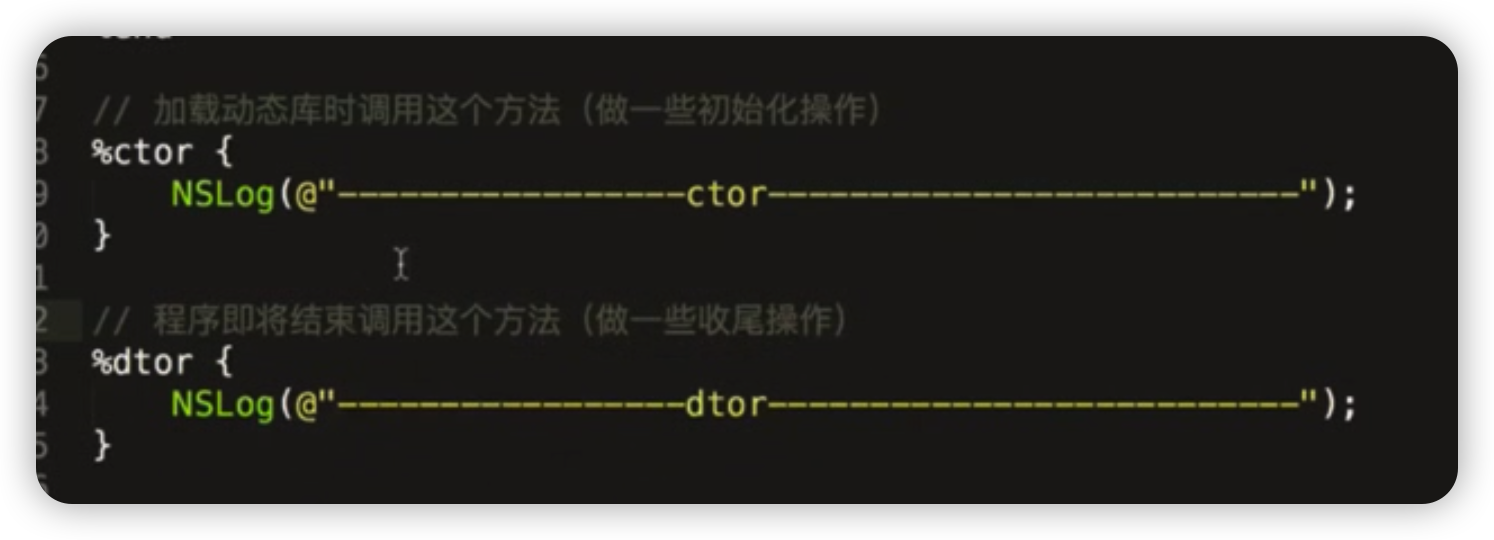 6
7 // 加载动态库时调用这个方法（做一些初始化操作）
8 %ctor {
9     NSLog(@"-----------------ctor--------------------------");
0 }
1
2 // 程序即将结束调用这个方法（做一些收尾操作）
3 %dtor {
4     NSLog(@"-----------------dtor--------------------------");
5 }
6